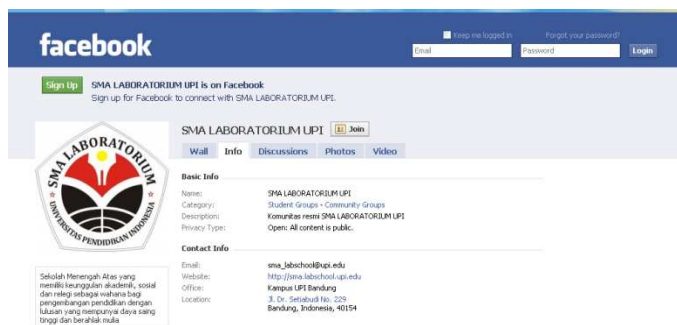 facebook
Keep me logged in
Forgot your password?
Email
Password
Login
Sign Up
SMA LABORATORIUM UPI is on Facebook
Sign up for Facebook to connect with SMA LABORATORIUM UPI.
SMA LABORATORIUM UPI
Join
Wall Info Discussions Photos Video
SMA LABORATORIUM
UNIVERSITAS PENDIDIKAN INDONESIA
Basic Info
Name: SMA LABORATORIUM UPI
Category: Student Groups - Community Groups
Description: Komunitas resmi SMA LABORATORIUM UPI
Privacy Type: Open: All content is public.
Contact Info
Email: sma_labschool@upi.edu
Website: http://sma.labschool.upi.edu
Office: Kampus UPI Bandung
Location: Jl. Dr. Setiabudi No. 229
Bandung, Indonesia, 40154
Sekolah Menengah Atas yang
memiliki keunggulan akademik, sosial
dan relegi sebagai wahana bagi
pengembangan pendidikan dengan
lulusan yang mempunyai daya saing
tinggi dan berahlak mulia